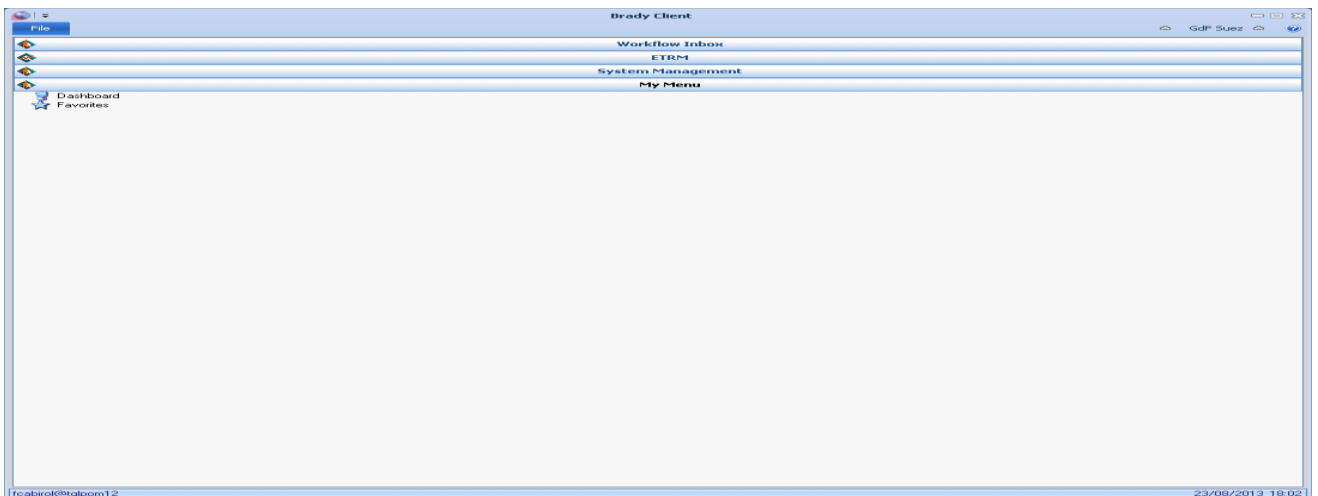 Brady Client
File
GdF Suez
Workflow Inbox
ETRM
System Management
My Menu
Dashboard
Favorites
fcabirol@tglpom12
23/08/2013 18:02